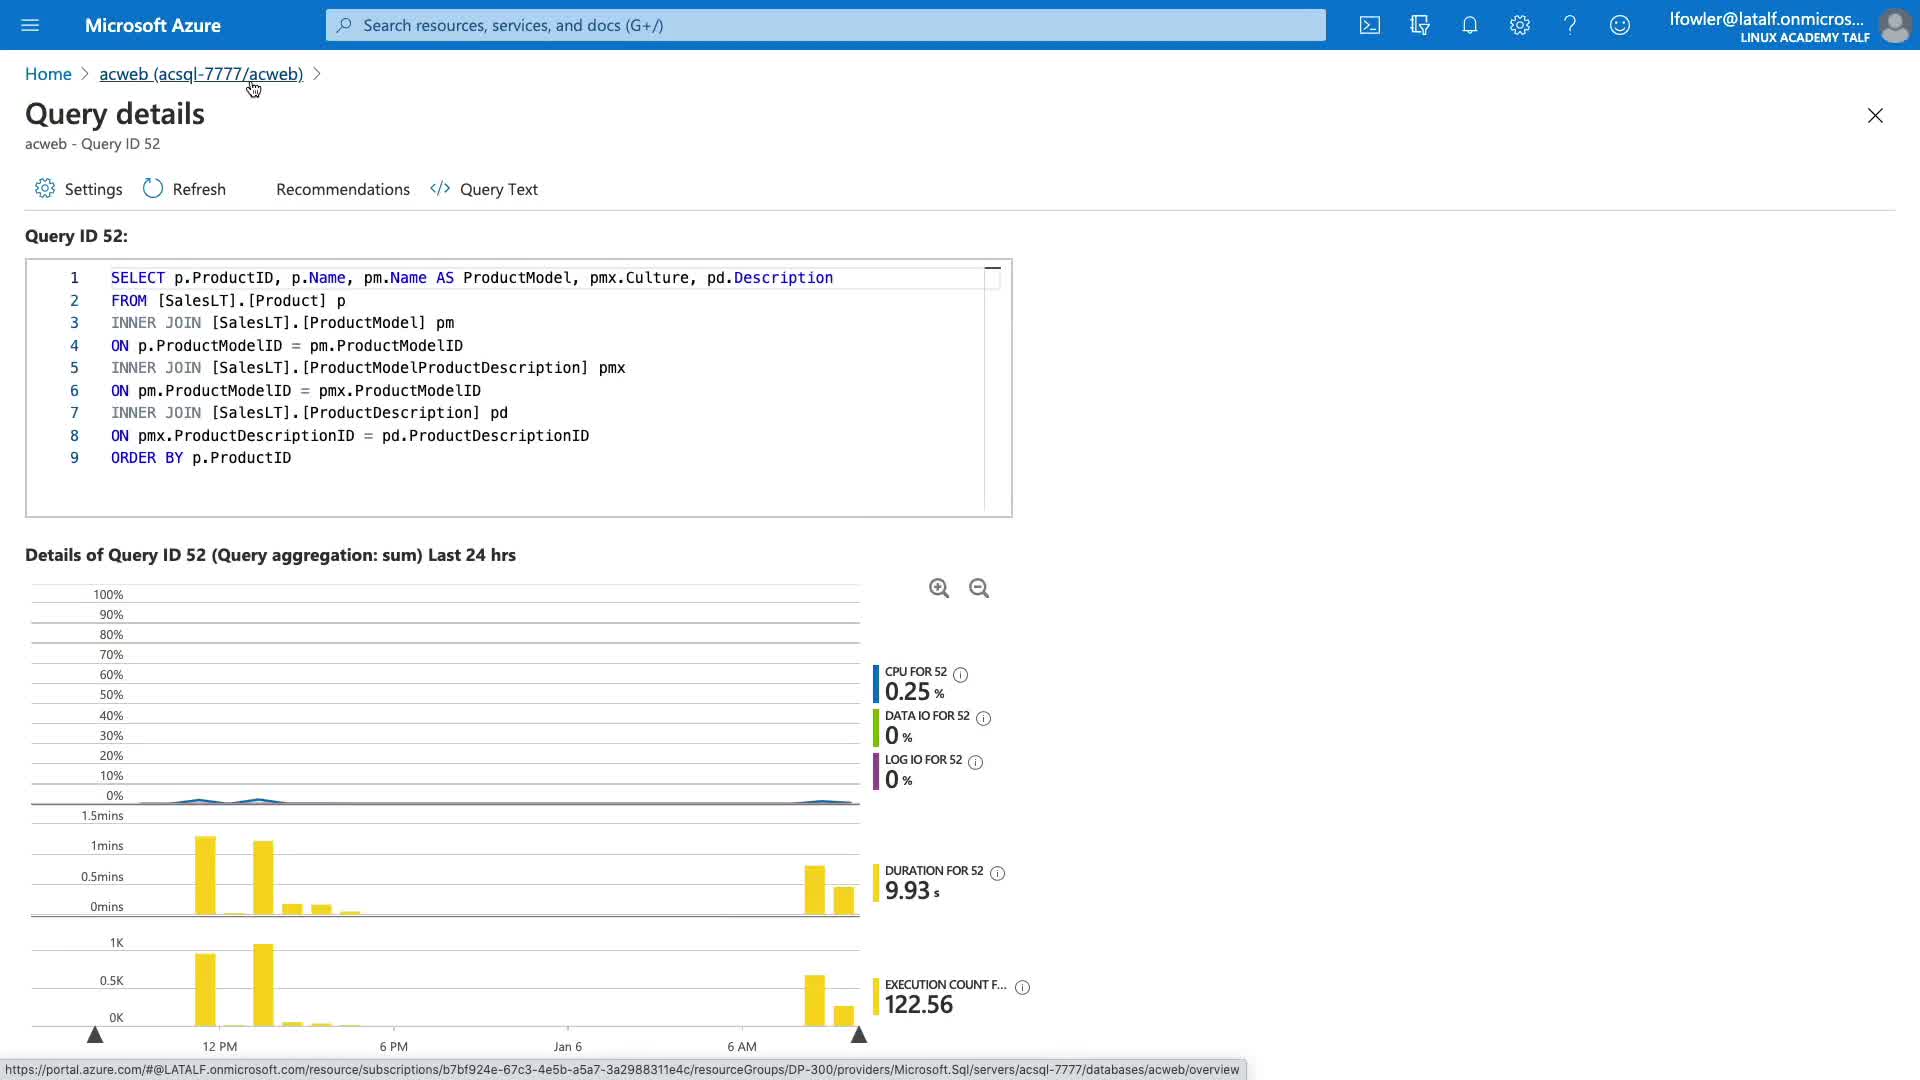 Microsoft Azure
Search resources, services, and docs (G+/)
lfowler@latalf.onmicros...
LINUX ACADEMY TALF
Home > acweb (acsql-7777/acweb) >
Query details
acweb - Query ID 52
Settings Refresh Recommendations </> Query Text
Query ID 52:
1 SELECT p.ProductID, p.Name, pm.Name AS ProductModel, pmx.Culture, pd.Description
2 FROM [SalesLT].[Product] p
3 INNER JOIN [SalesLT].[ProductModel] pm
4 ON p.ProductModelID = pm.ProductModelID
5 INNER JOIN [SalesLT].[ProductModelProductDescription] pmx
6 ON pm.ProductModelID = pmx.ProductModelID
7 INNER JOIN [SalesLT].[ProductDescription] pd
8 ON pmx.ProductDescriptionID = pd.ProductDescriptionID
9 ORDER BY p.ProductID
Details of Query ID 52 (Query aggregation: sum) Last 24 hrs
100%
90%
80%
70%
60%
50%
40%
30%
20%
10%
0%
CPU FOR 52
0.25 %
DATA IO FOR 52
0 %
LOG IO FOR 52
0 %
1.5mins
1mins
0.5mins
0mins
DURATION FOR 52
9.93 s
1K
0.5K
0K
EXECUTION COUNT F...
122.56
12 PM 6 PM Jan 6 6 AM
https://portal.azure.com/#@LATALF.onmicrosoft.com/resource/subscriptions/b7bf924e-67c3-4e5b-a5a7-3a2988311e4c/resourceGroups/DP-300/providers/Microsoft.Sql/servers/acsql-7777/databases/acweb/overview